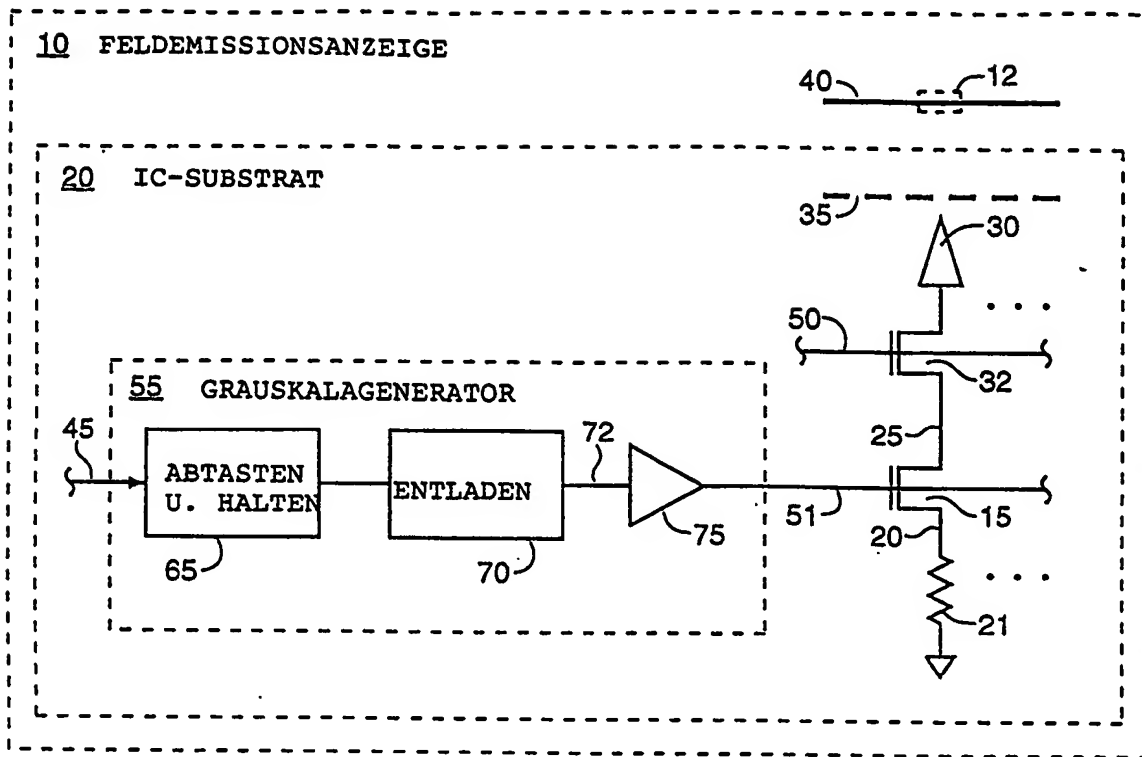 10 FELDEMISSIONSANZEIGE
40
12
20 IC-SUBSTRAT
35
30
50
32
55 GRAUSKALAGENERATOR
45
72
25
ABTASTEN
U. HALTEN
ENTLADEN
51
15
75
20
65
70
21